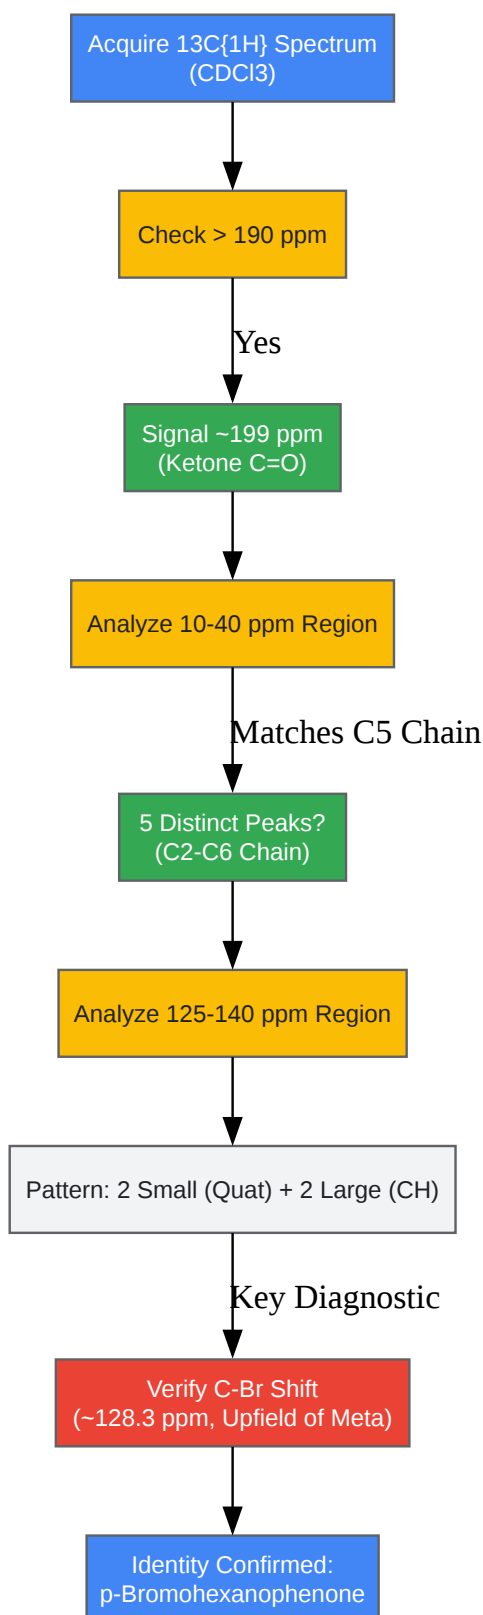 Acquire 13C{1H} Spectrum
(CDCl3)
Check > 190 ppm
Yes
Signal ~199 ppm
(Ketone C=O)
Analyze 10-40 ppm Region
Matches C5 Chain
5 Distinct Peaks?
(C2-C6 Chain)
Analyze 125-140 ppm Region
Pattern: 2 Small (Quat) + 2 Large (CH)
Key Diagnostic
Verify C-Br Shift
(~128.3 ppm, Upfield of Meta)
Identity Confirmed:
p-Bromohexanophenone